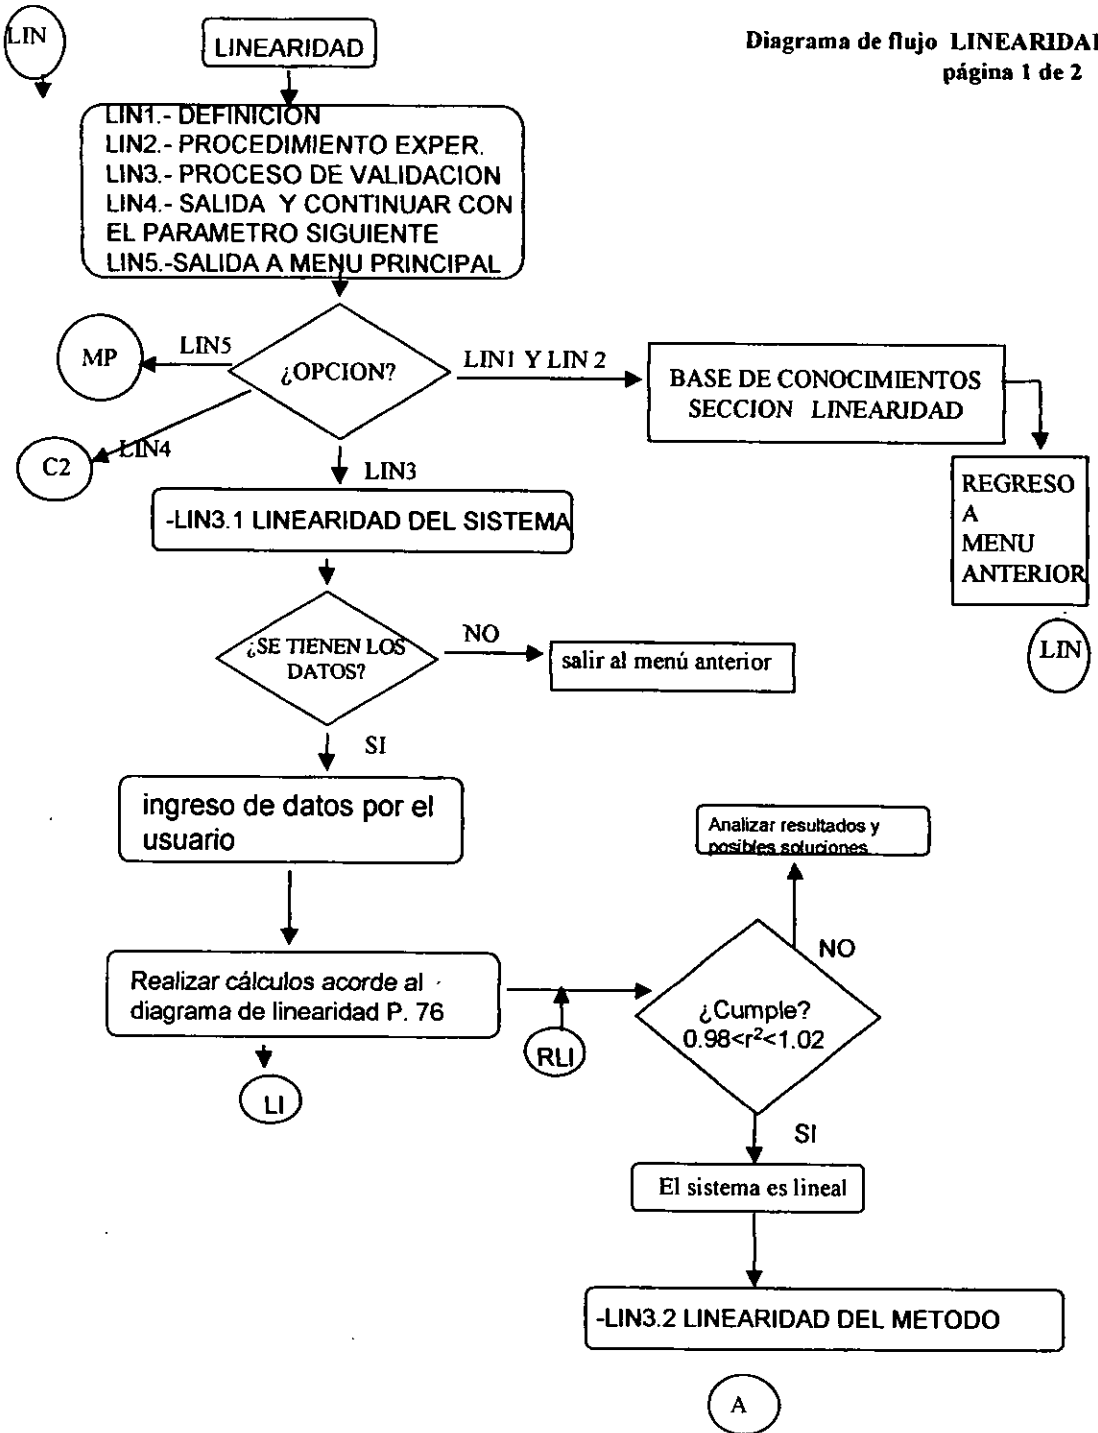 LIN
LINEARIDAD
Diagrama de flujo LINEARIDAD
página 1 de 2
LIN1.- DEFINICION
LIN2.- PROCEDIMIENTO EXPER.
LIN3.- PROCESO DE VALIDACION
LIN4.- SALIDA Y CONTINUAR CON
EL PARAMETRO SIGUIENTE
LIN5.-SALIDA A MENU PRINCIPAL
MP
LIN5
¿OPCION?
LIN1 Y LIN 2
BASE DE CONOCIMIENTOS
SECCION LINEARIDAD
C2
LIN4
LIN3
REGRESO
A
MENU
ANTERIOR
-LIN3.1 LINEARIDAD DEL SISTEMA
LIN
¿SE TIENEN LOS
DATOS?
NO
salir al menú anterior
SI
ingreso de datos por el
usuario
Analizar resultados y
posibles soluciones
NO
Realizar cálculos acorde al
diagrama de linearidad P. 76
¿Cumple?
0.98<r²<1.02
RLI
LI
SI
El sistema es lineal
-LIN3.2 LINEARIDAD DEL METODO
A